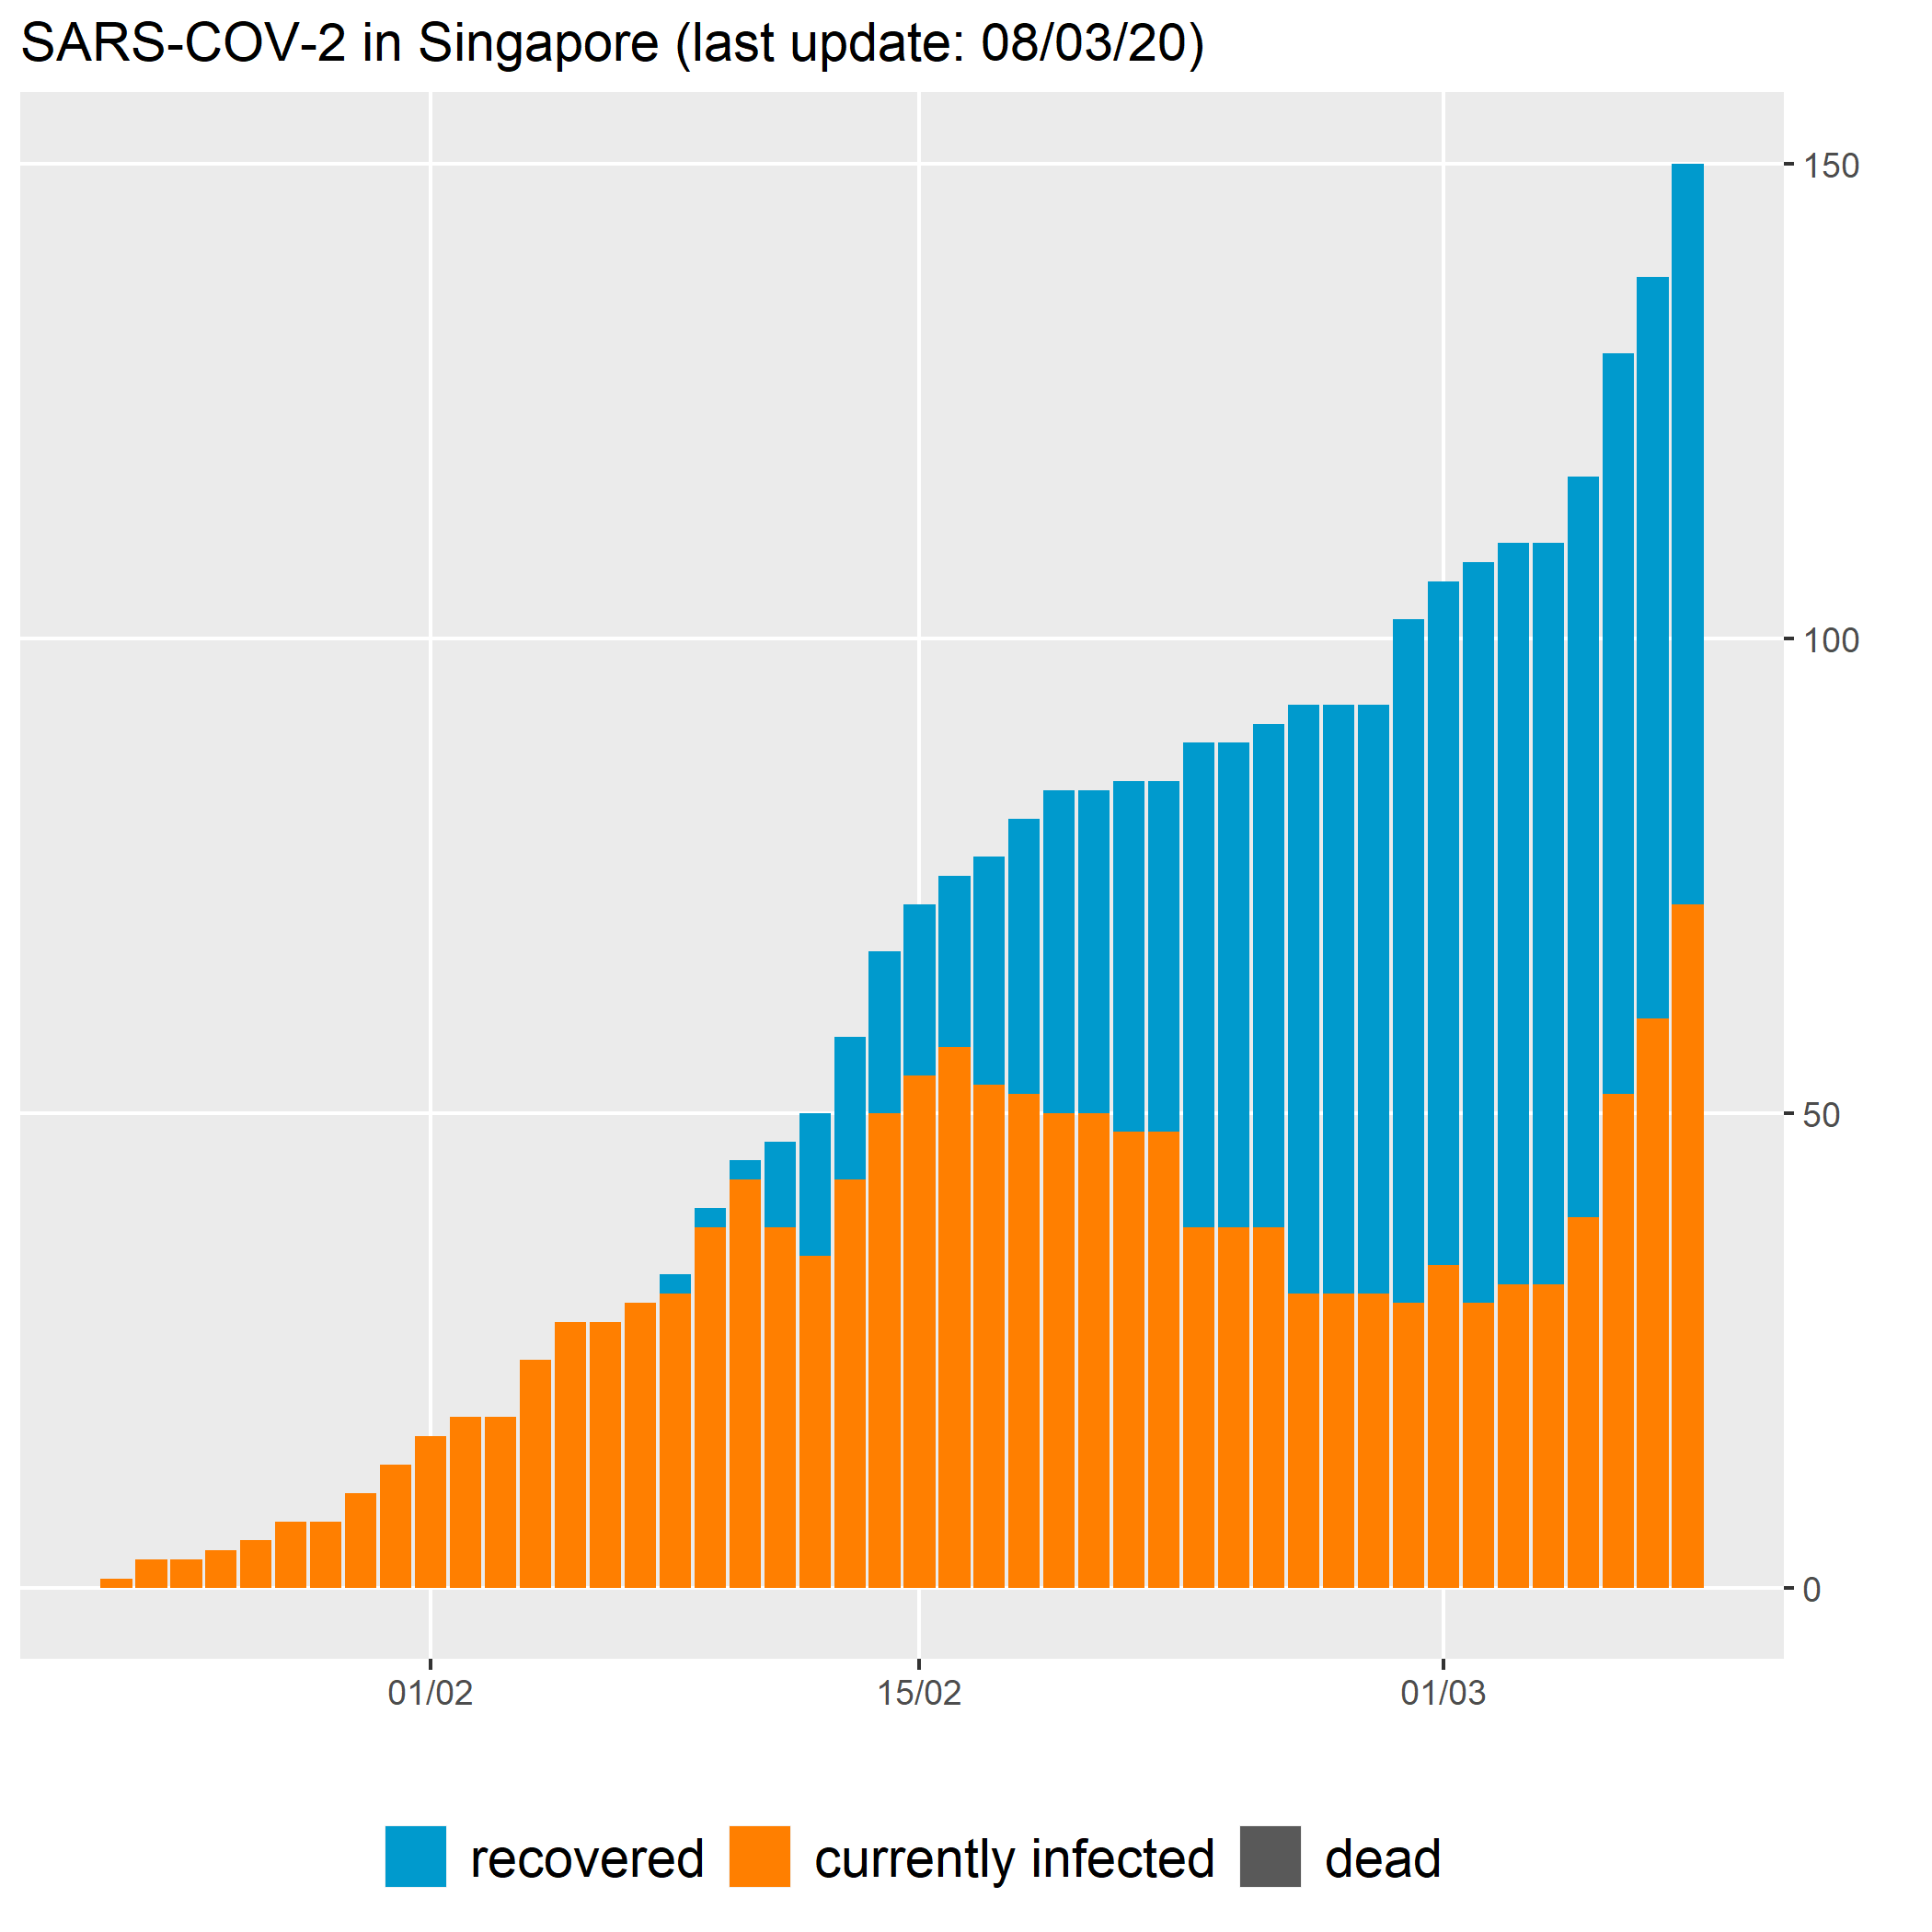 SARS-COV-2 in Singapore (last update: 08/03/20)
150
100
50
0
01/02 15/02 01/03
recovered currently infected dead